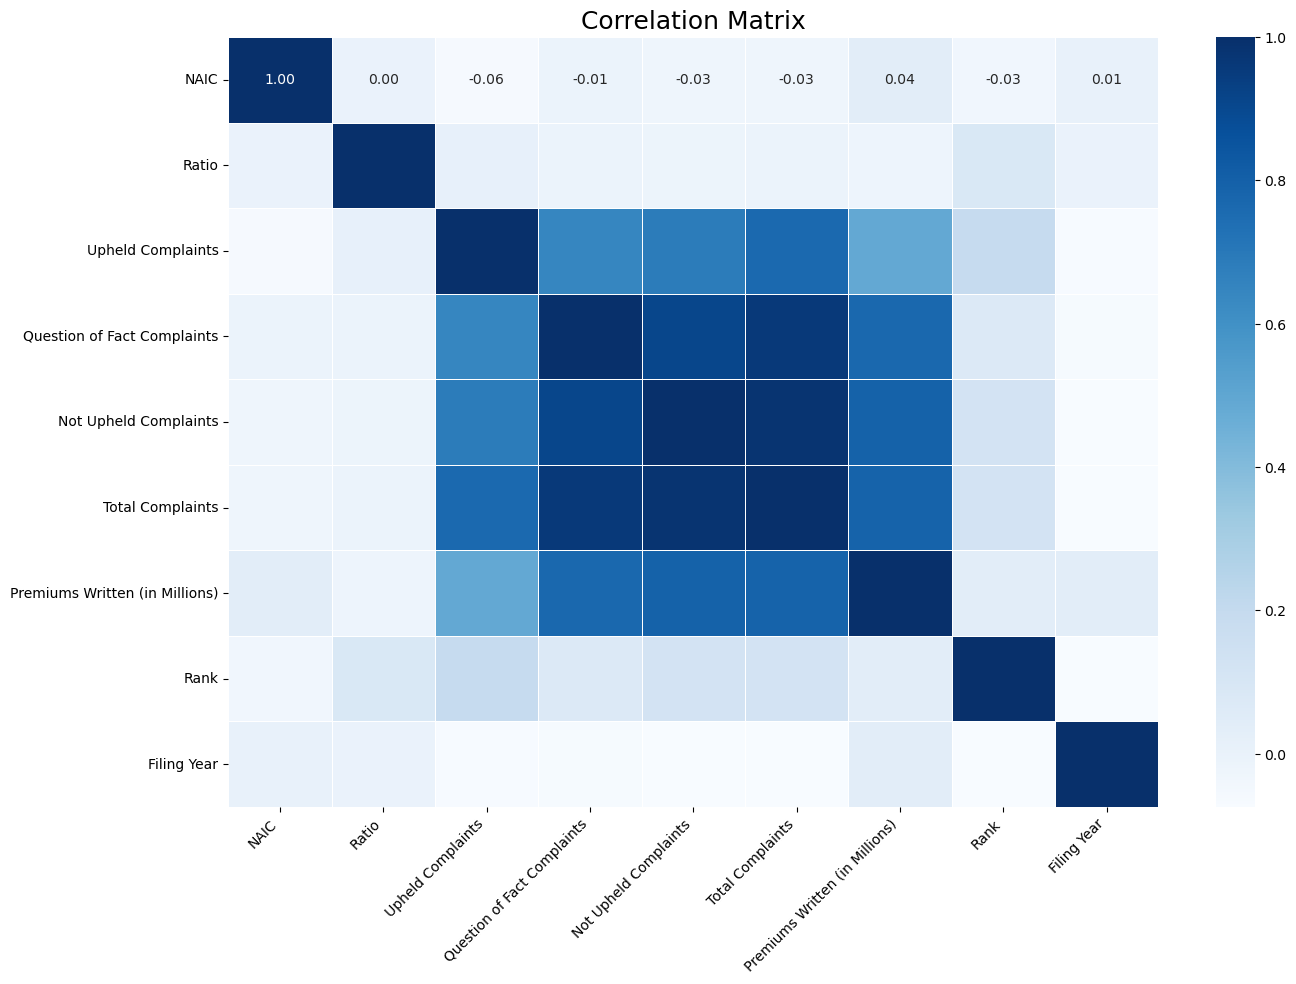 Correlation Matrix
NAIC
1.00 0.00 -0.06 -0.01 -0.03 -0.03 0.04 -0.03 0.01
Ratio
Upheld Complaints
Question of Fact Complaints
Not Upheld Complaints
Total Complaints
Premiums Written (in Millions)
Rank
Filing Year
NAIC
Ratio
Upheld Complaints
Question of Fact Complaints
Not Upheld Complaints
Total Complaints
Premiums Written (in Millions)
Rank
Filing Year
1.0
0.8
0.6
0.4
0.2
0.0